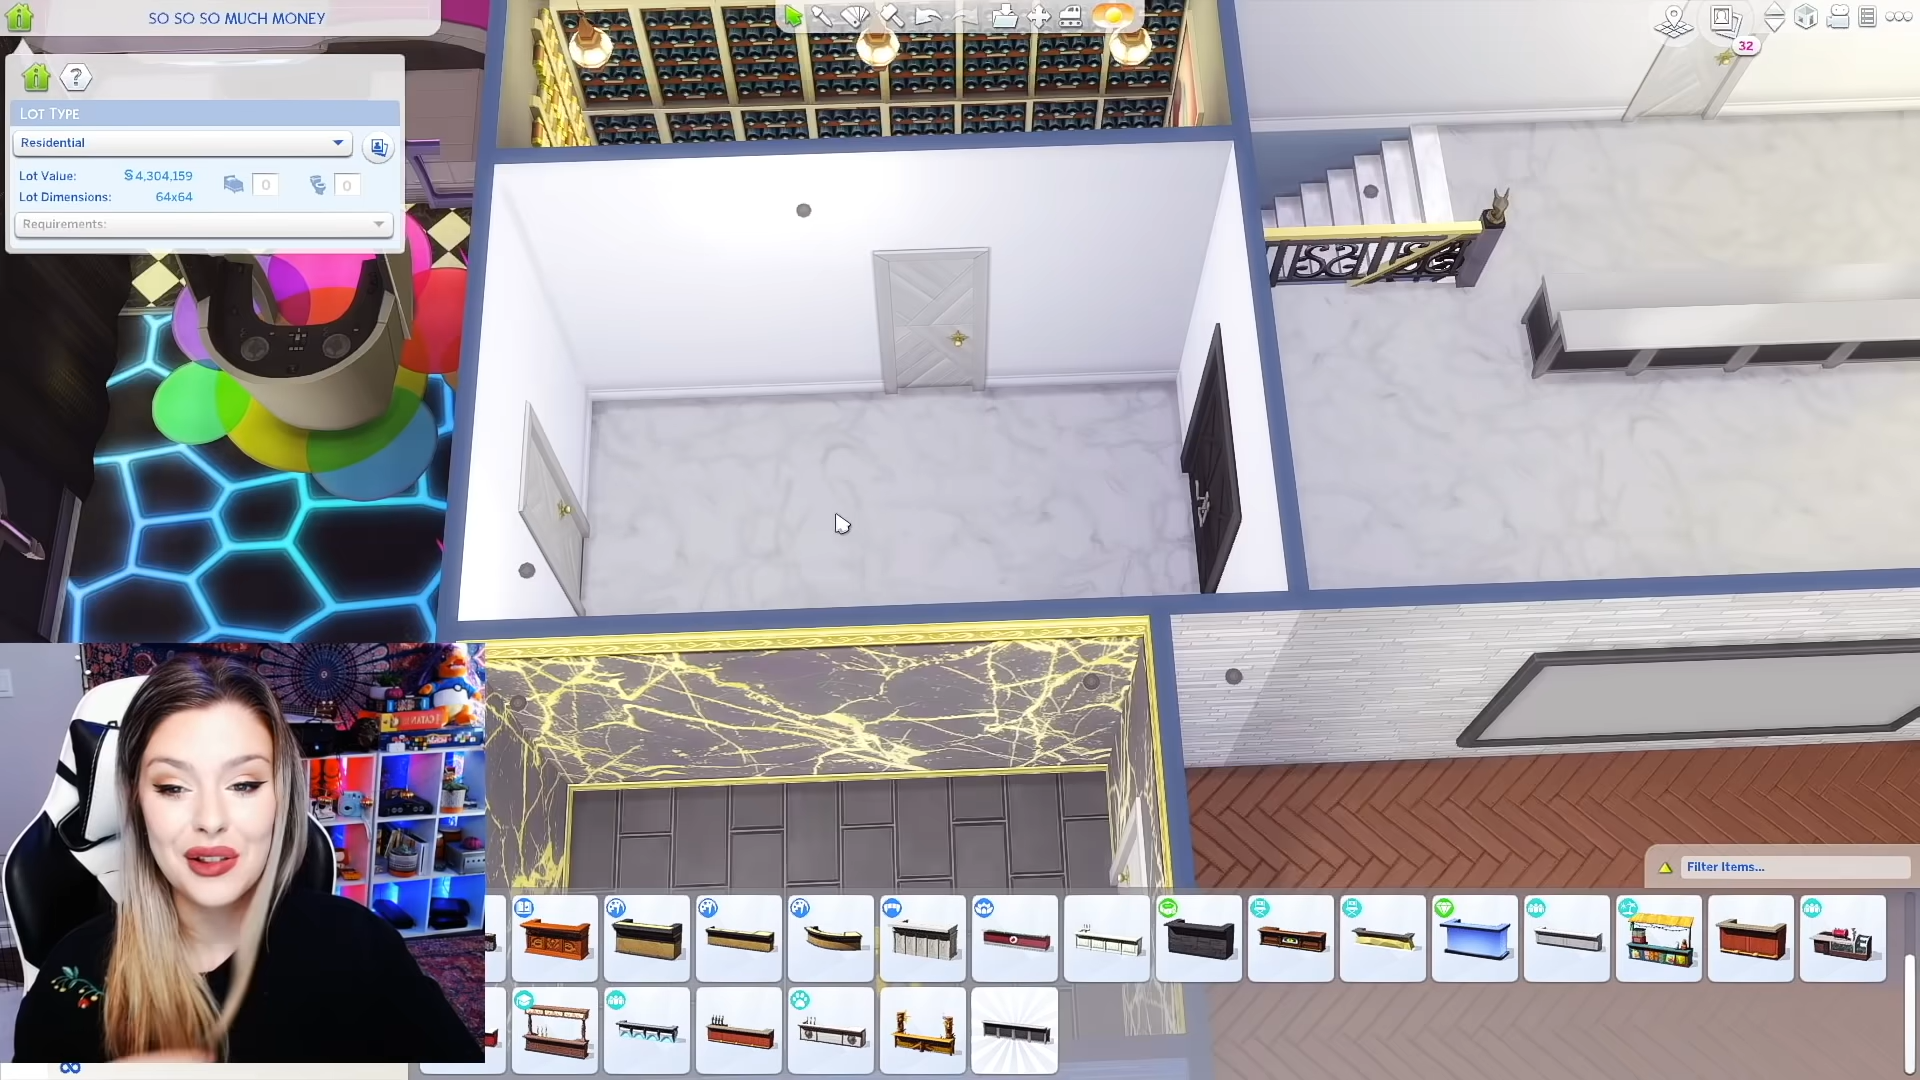 SO SO SO MUCH MONEY
32
LOT TYPE
Residential
Lot Value: §4,304,159
0
0
Lot Dimensions: 64x64
Requirements:
CATAN
Filter Items...